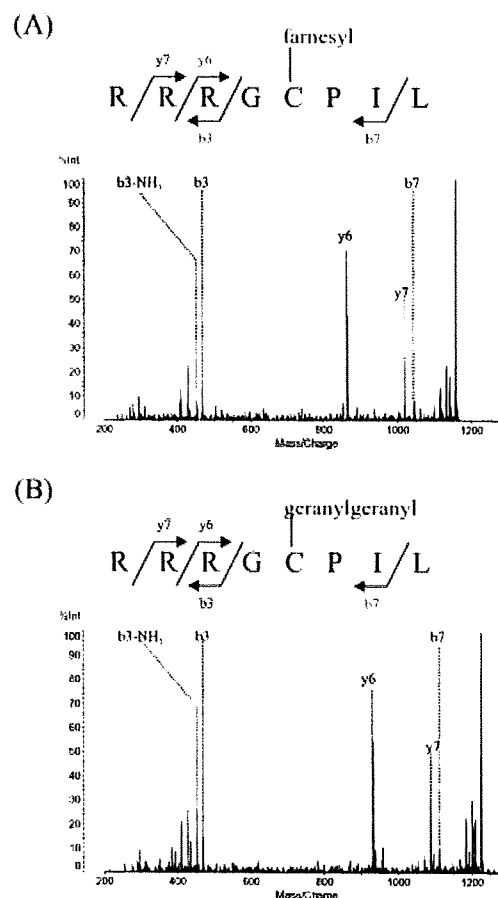 (A)
farnesyl
y7 y6
R R R G C P I L
b3 b7
%Int.
b3-NH3 b3 b7
100
90
80
y6
70
60
y7
50
40
30
20
10
0
200 400 600 800 1000 1200
Mass/Charge
(B)
geranylgeranyl
y7 y6
R R R G C P I L
b3 b7
%Int
b3-NH3 b3 b7
100
90
y6
80
70
60
y7
50
40
30
20
10
0
200 400 600 800 1000 1200
Mass/Charge